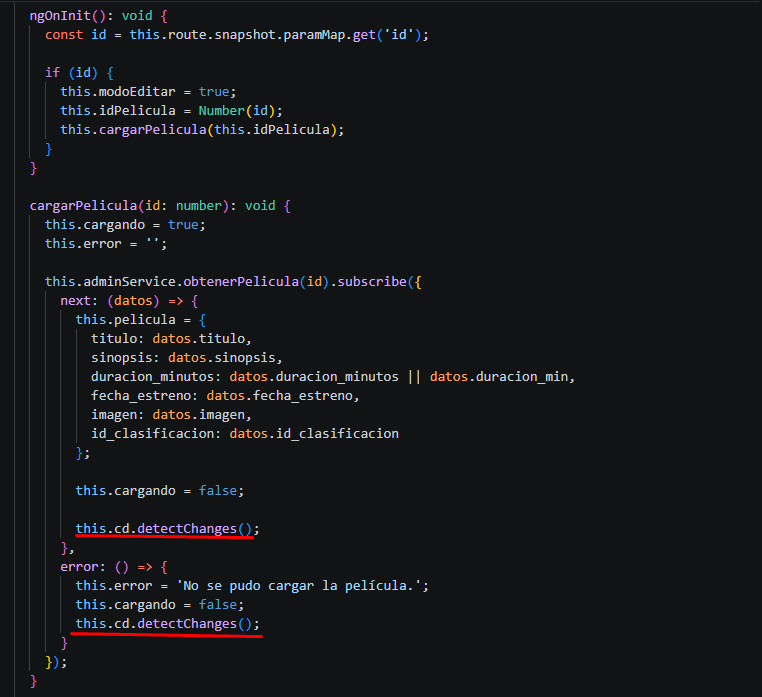 ngOnInit(): void {
const id = this.route.snapshot.paramMap.get('id');
if (id) {
this.modoEditar = true;
this.idPelicula = Number(id);
this.cargarPelicula(this.idPelicula);
}
}
cargarPelicula(id: number): void {
this.cargando = true;
this.error = '';
this.adminService.obtenerPelicula(id).subscribe({
next: (datos) => {
this.pelicula = {
titulo: datos.titulo,
sinopsis: datos.sinopsis,
duracion_minutos: datos.duracion_minutos || datos.duracion_min,
fecha_estreno: datos.fecha_estreno,
imagen: datos.imagen,
id_clasificacion: datos.id_clasificacion
};
this.cargando = false;
this.cd.detectChanges();
},
error: () => {
this.error = 'No se pudo cargar la película.';
this.cargando = false;
this.cd.detectChanges();
}
});
}